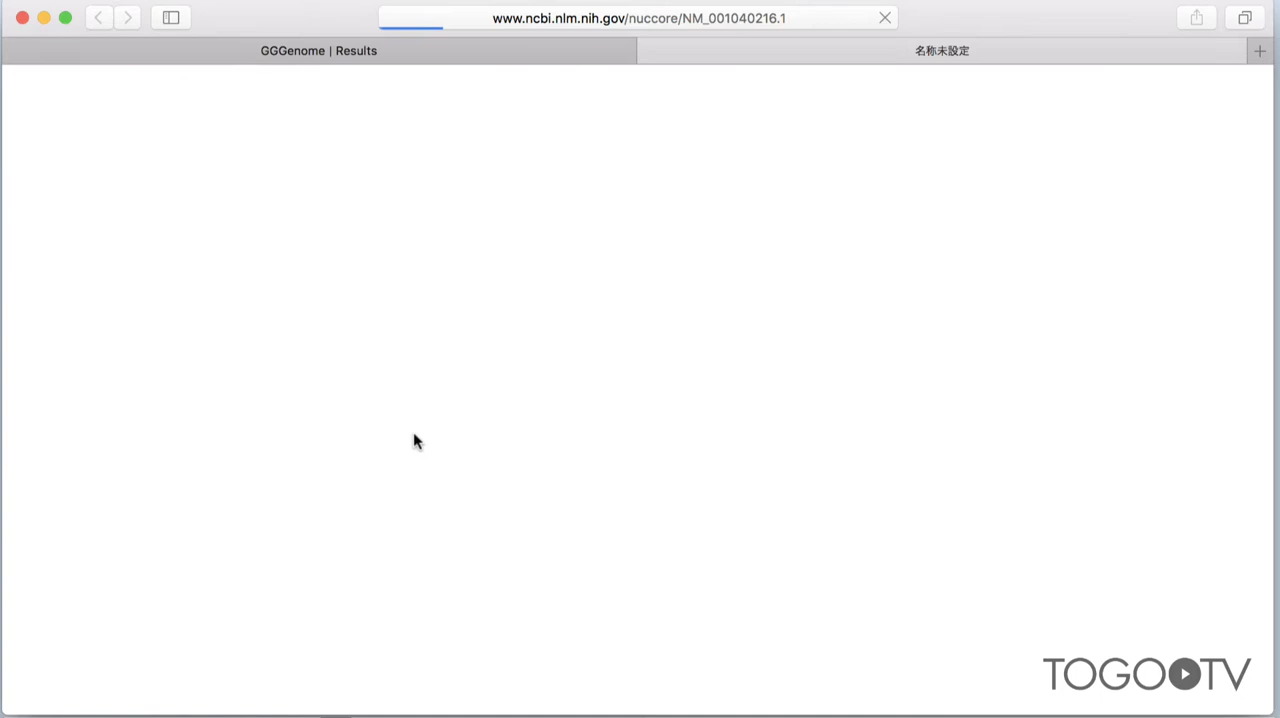 www.ncbi.nlm.nih.gov/nuccore/NM_001040216.1
GGGenome | Results
名称未設定
TOGOTV